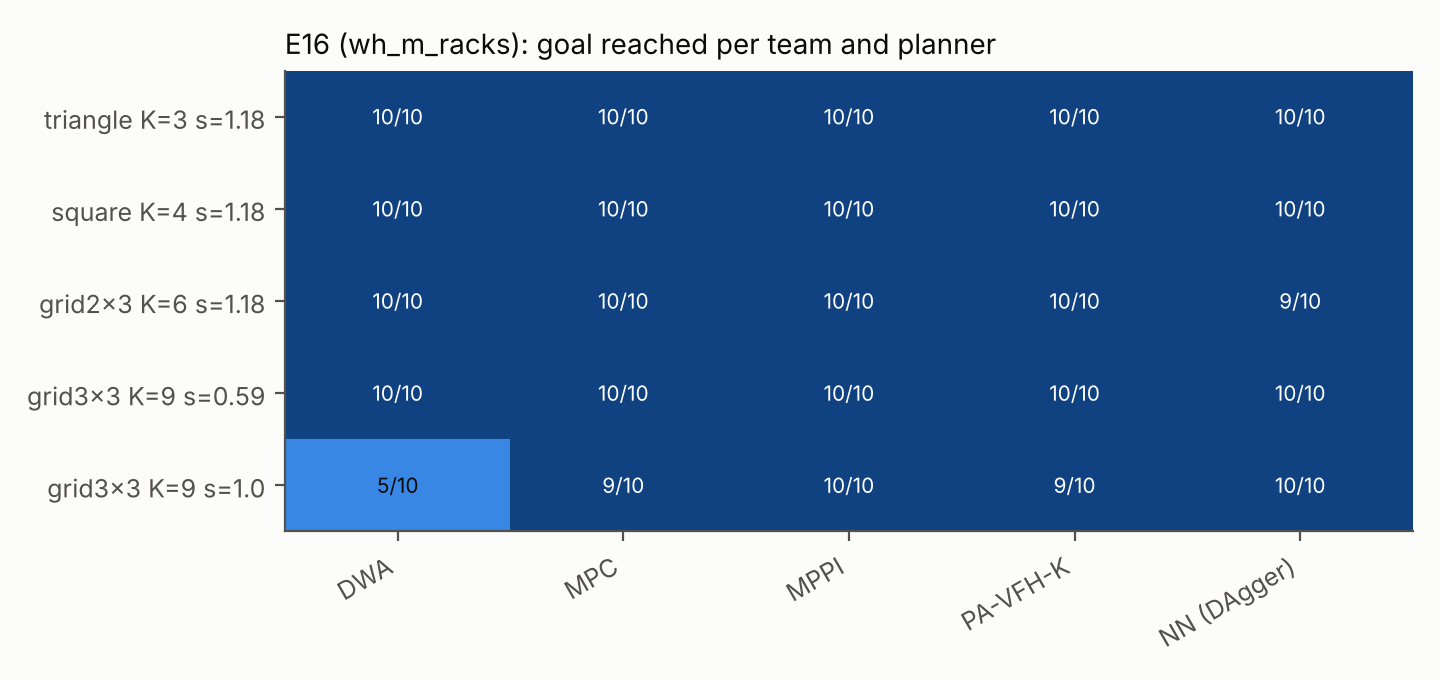 E16 (wh_m_racks): goal reached per team and planner
triangle K=3 s=1.18 10/10 10/10 10/10 10/10 10/10
square K=4 s=1.18 10/10 10/10 10/10 10/10 10/10
grid2×3 K=6 s=1.18 10/10 10/10 10/10 10/10 9/10
grid3×3 K=9 s=0.59 10/10 10/10 10/10 10/10 10/10
grid3×3 K=9 s=1.0 5/10 9/10 10/10 9/10 10/10
DWA MPC MPPI PA-VFH-K NN (DAgger)